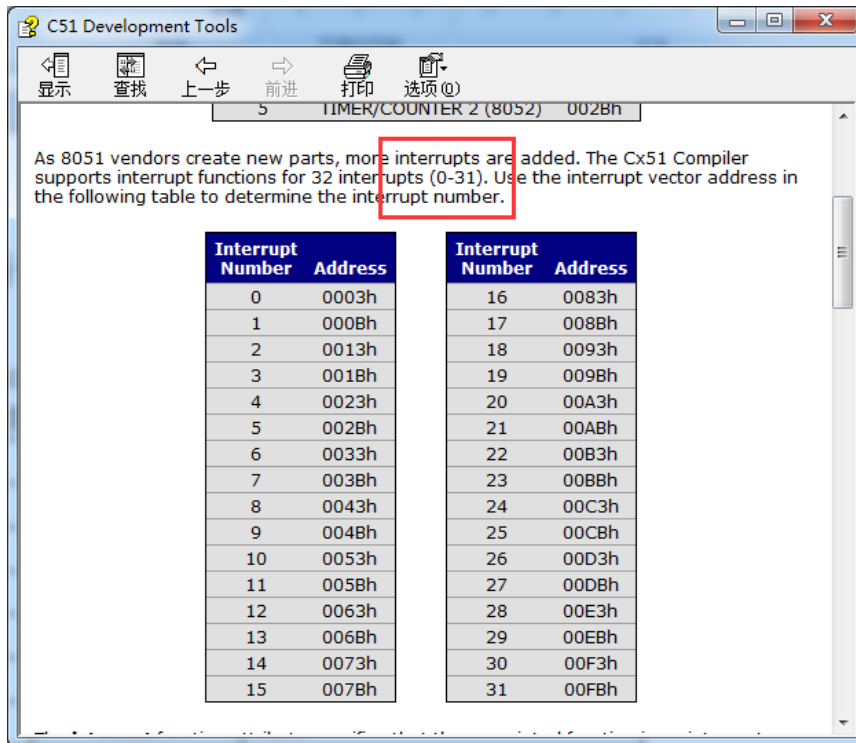 C51 Development Tools
显示 查找 上一步 前进 打印 选项(O)
5 TIMER/COUNTER 2 (8052) 002Bh
As 8051 vendors create new parts, more interrupts are added. The Cx51 Compiler
supports interrupt functions for 32 interrupts (0-31). Use the interrupt vector address in
the following table to determine the interrupt number.
Interrupt Interrupt
Number Address Number Address
0 0003h 16 0083h
1 000Bh 17 008Bh
2 0013h 18 0093h
3 001Bh 19 009Bh
4 0023h 20 00A3h
5 002Bh 21 00ABh
6 0033h 22 00B3h
7 003Bh 23 00BBh
8 0043h 24 00C3h
9 004Bh 25 00CBh
10 0053h 26 00D3h
11 005Bh 27 00DBh
12 0063h 28 00E3h
13 006Bh 29 00EBh
14 0073h 30 00F3h
15 007Bh 31 00FBh